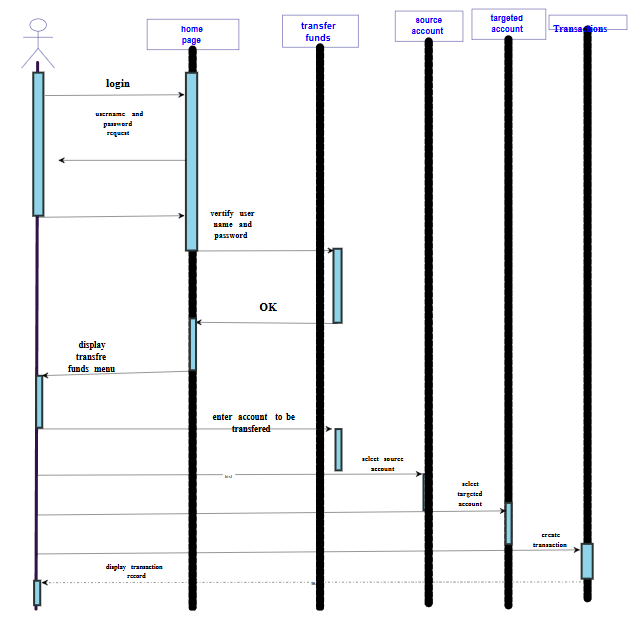 home
page
transfer
funds
source
account
targeted
account
Transactions
login
username and
password
request
vertify user
name and
password
OK
display
transfre
funds menu
enter account to be
transfered
select source
account
select
targeted
account
create
transaction
display transaction
record